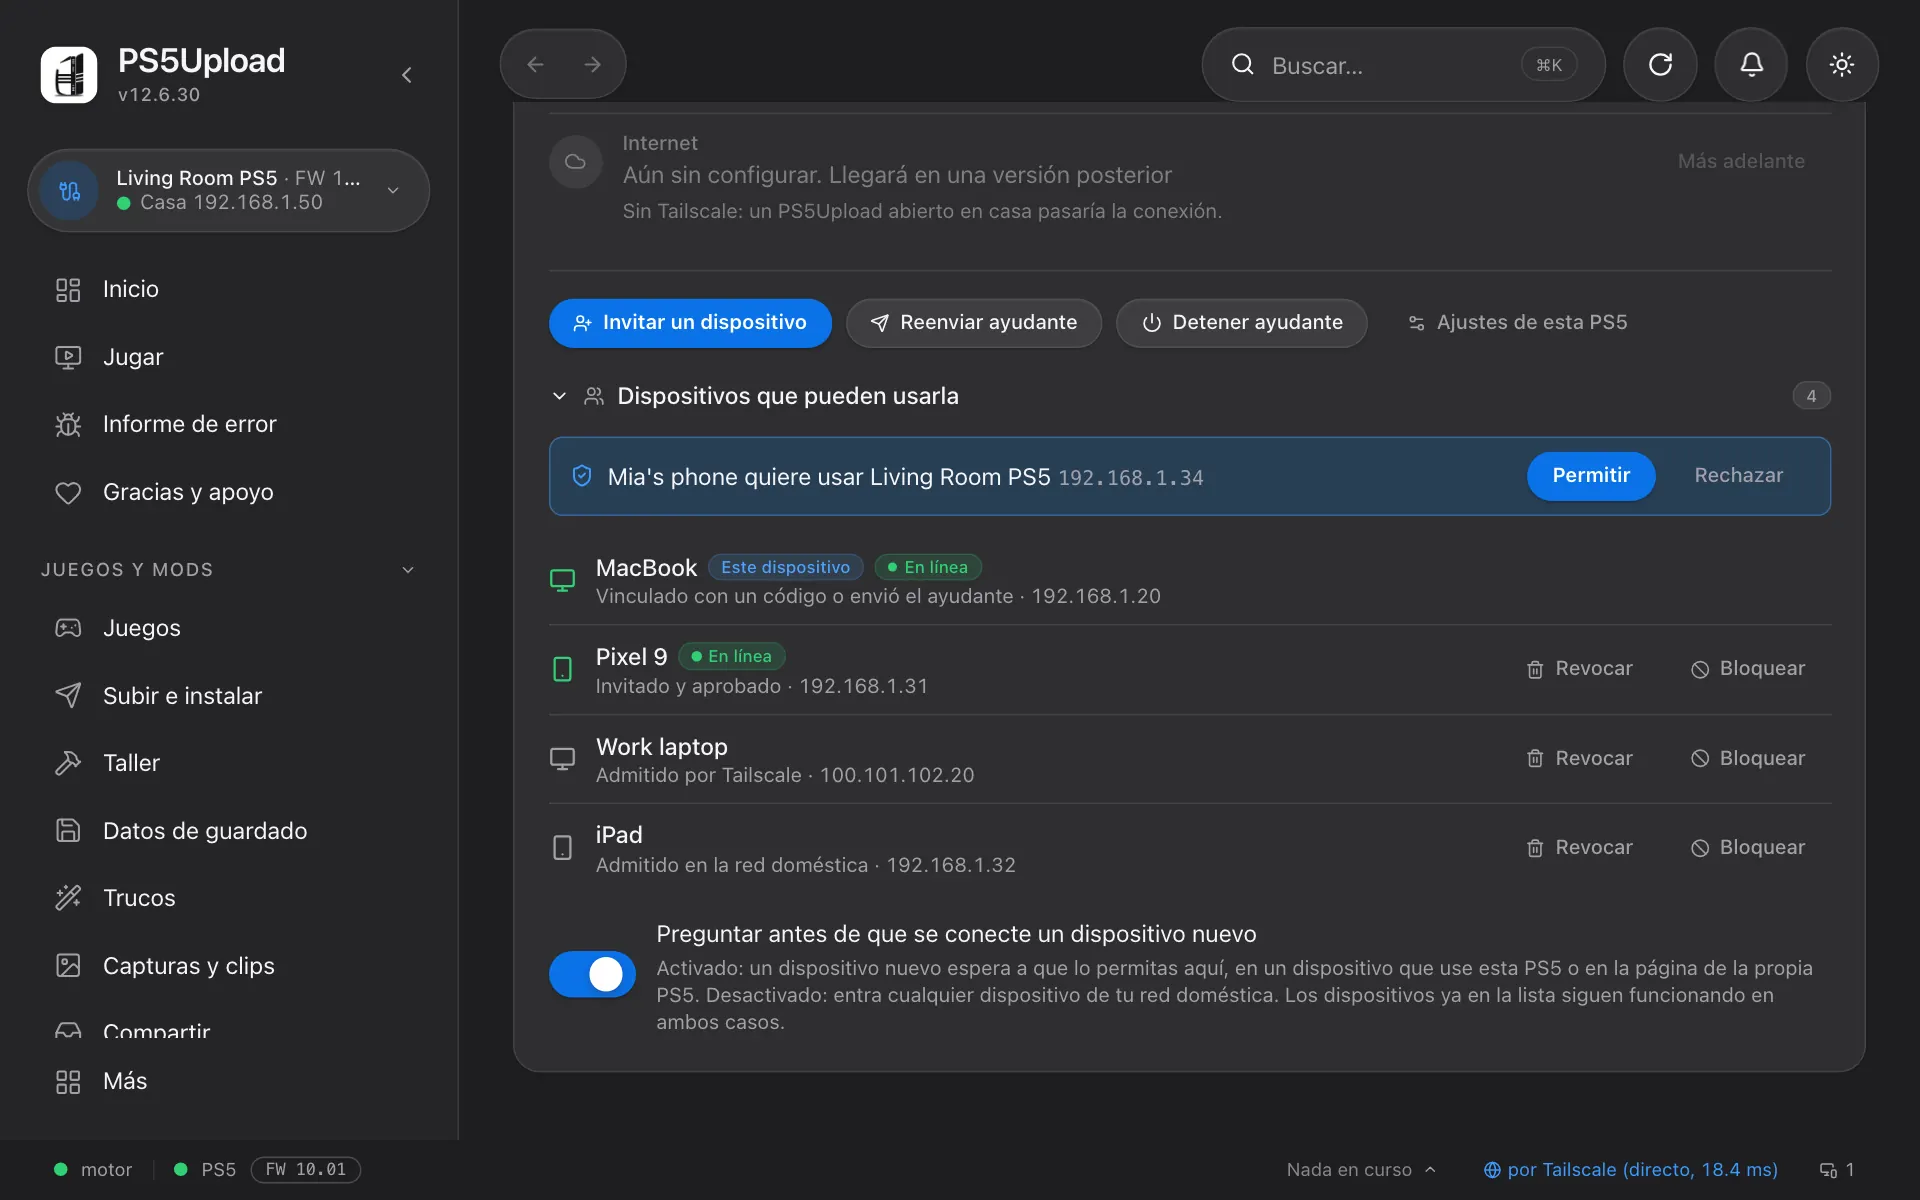 PS5Upload
v12.6.30
Living Room PS5 · FW 1...
Casa 192.168.1.50
Inicio
Jugar
Informe de error
Gracias y apoyo
JUEGOS Y MODS
Juegos
Subir e instalar
Taller
Datos de guardado
Trucos
Capturas y clips
Compartir
Más
Buscar...
⌘K
Internet
Aún sin configurar. Llegará en una versión posterior
Sin Tailscale: un PS5Upload abierto en casa pasaría la conexión.
Más adelante
Invitar un dispositivo
Reenviar ayudante
Detener ayudante
Ajustes de esta PS5
Dispositivos que pueden usarla
4
Mia's phone quiere usar Living Room PS5 192.168.1.34
Permitir
Rechazar
MacBook Este dispositivo En línea
Vinculado con un código o envió el ayudante · 192.168.1.20
Pixel 9 En línea
Invitado y aprobado · 192.168.1.31
Revocar
Bloquear
Work laptop
Admitido por Tailscale · 100.101.102.20
Revocar
Bloquear
iPad
Admitido en la red doméstica · 192.168.1.32
Revocar
Bloquear
Preguntar antes de que se conecte un dispositivo nuevo
Activado: un dispositivo nuevo espera a que lo permitas aquí, en un dispositivo que use esta PS5 o en la página de la propia
PS5. Desactivado: entra cualquier dispositivo de tu red doméstica. Los dispositivos ya en la lista siguen funcionando en
ambos casos.
motor
PS5
FW 10.01
Nada en curso
por Tailscale (directo, 18.4 ms)
1